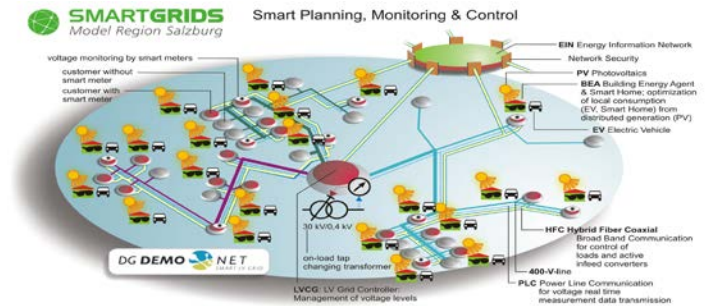 SMARTGRIDS
Model Region Salzburg
Smart Planning, Monitoring & Control
EIN Energy Information Network
Network Security
PV Photovoltaics
BEA Building Energy Agent
& Smart Home; optimization
of local consumption
(EV, Smart Home) from
distributed generation (PV)
EV Electric Vehicle
voltage monitoring by smart meters
customer without
smart meter
customer with
smart meter
30 kV/0,4 kV
on-load tap
changing transformer
LVCG: LV Grid Controller:
Management of voltage levels
HFC Hybrid Fiber Coaxial
Broad Band Communication
for control
of loads and active
infeed converters
400-V-line
PLC Power Line Communication
for voltage real time
measurement data transmission
DG DEMO NET
SMART LV GRID